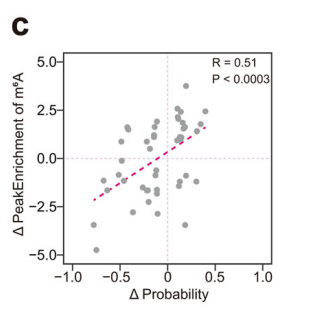 C
R = 0.51
P < 0.0003
Δ PeakEnrichment of m⁶A
5.0
2.5
0.0
−2.5
−5.0
−1.0 −0.5 0 0.5 1.0
Δ Probability